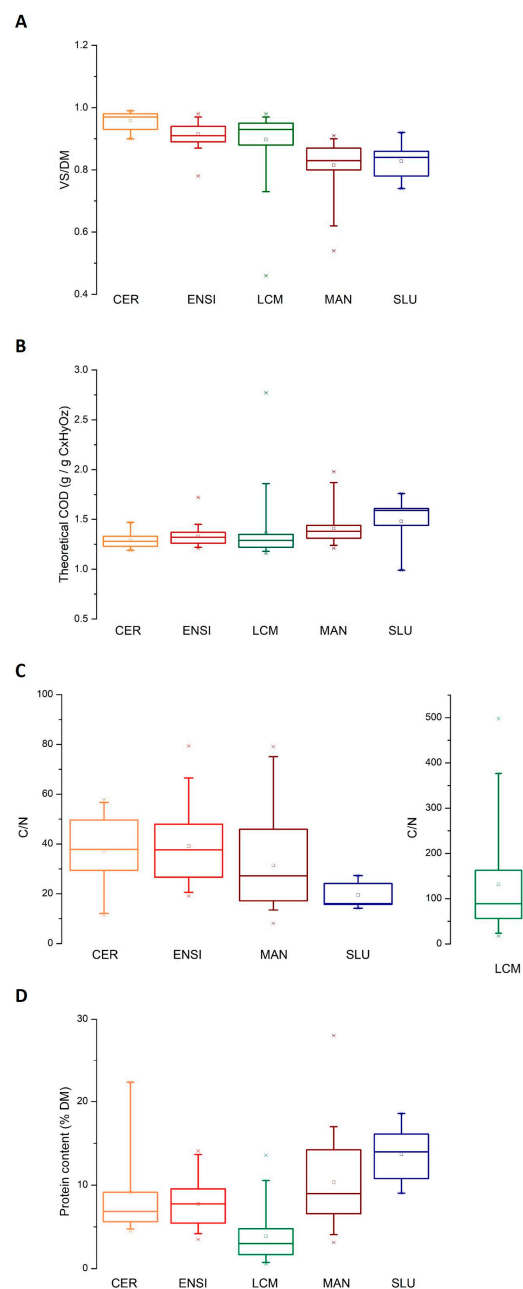 A
1.2
1.0
0.8
0.6
0.4
VS/DM
CER ENSI LCM MAN SLU
B
3.0
2.5
2.0
1.5
1.0
0.5
Theoretical COD (g / g CxHyOz)
CER ENSI LCM MAN SLU
C
100
80
60
40
20
0
C/N
CER ENSI MAN SLU
500
400
300
200
100
0
C/N
LCM
D
30
20
10
0
Protein content (% DM)
CER ENSI LCM MAN SLU